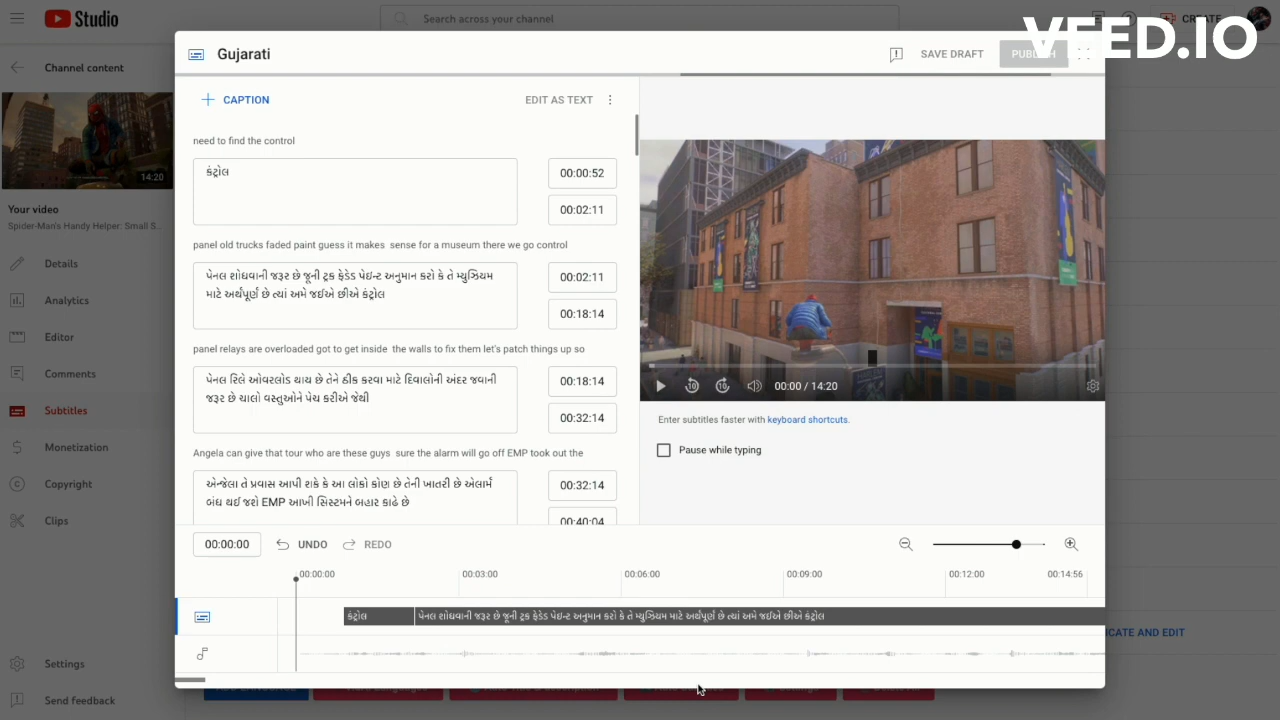 Studio
Search across your channel
CREATE
VEED.IO
Channel content
Gujarati
SAVE DRAFT
14:20
Your video
Spider-Man's Handy Helper: Small S..
Details
Analytics
Editor
Comments
Subtitles
Monetization
Copyright
Clips
Settings
Send feedback
CAPTION
EDIT AS TEXT
need to find the control
કંટ્રોલ
00:00:52
00:02:11
panel old trucks faded paint guess it makes sense for a museum there we go control
પેનલ શોધવાની જરૂર છે જૂની ટ્રક ફેડેડ પેઇન્ટ અનુમાન કરો કે તે મ્યુઝિયમ
માટે અર્થપૂર્ણ છે ત્યાં અમે જઈએ છીએ કંટ્રોલ
00:02:11
00:18:14
panel relays are overloaded got to get inside the walls to fix them let's patch things up so
પેનલ રિલે ઓવરલોડ થાય છે તેને ઠીક કરવા માટે દિવાલોની અંદર જવાની
જરૂર છે ચાલો વસ્તુઓને પેચ કરીએ જેથી
00:18:14
00:32:14
Angela can give that tour who are these guys sure the alarm will go off EMP took out the
એન્જેલા તે પ્રવાસ આપી શકે કે આ લોકો કોણ છે તેની ખાતરી છે એલાર્મ
બંધ થઈ જશે EMP આખી સિસ્ટમને બહાર કાઢે છે
00:32:14
00:40:04
00:00 / 14:20
Enter subtitles faster with keyboard shortcuts.
Pause while typing
00:00:00
UNDO
REDO
00:00:00
00:03:00
00:06:00
00:09:00
00:12:00
00:14:56
કંટ્રોલ
પેનલ શોધવાની જરૂર છે જૂની ટ્રક ફેડેડ પેઇન્ટ અનુમાન કરો કે તે મ્યુઝિયમ માટે અર્થપૂર્ણ છે ત્યાં અમે જઈએ છીએ કંટ્રોલ
AND EDIT